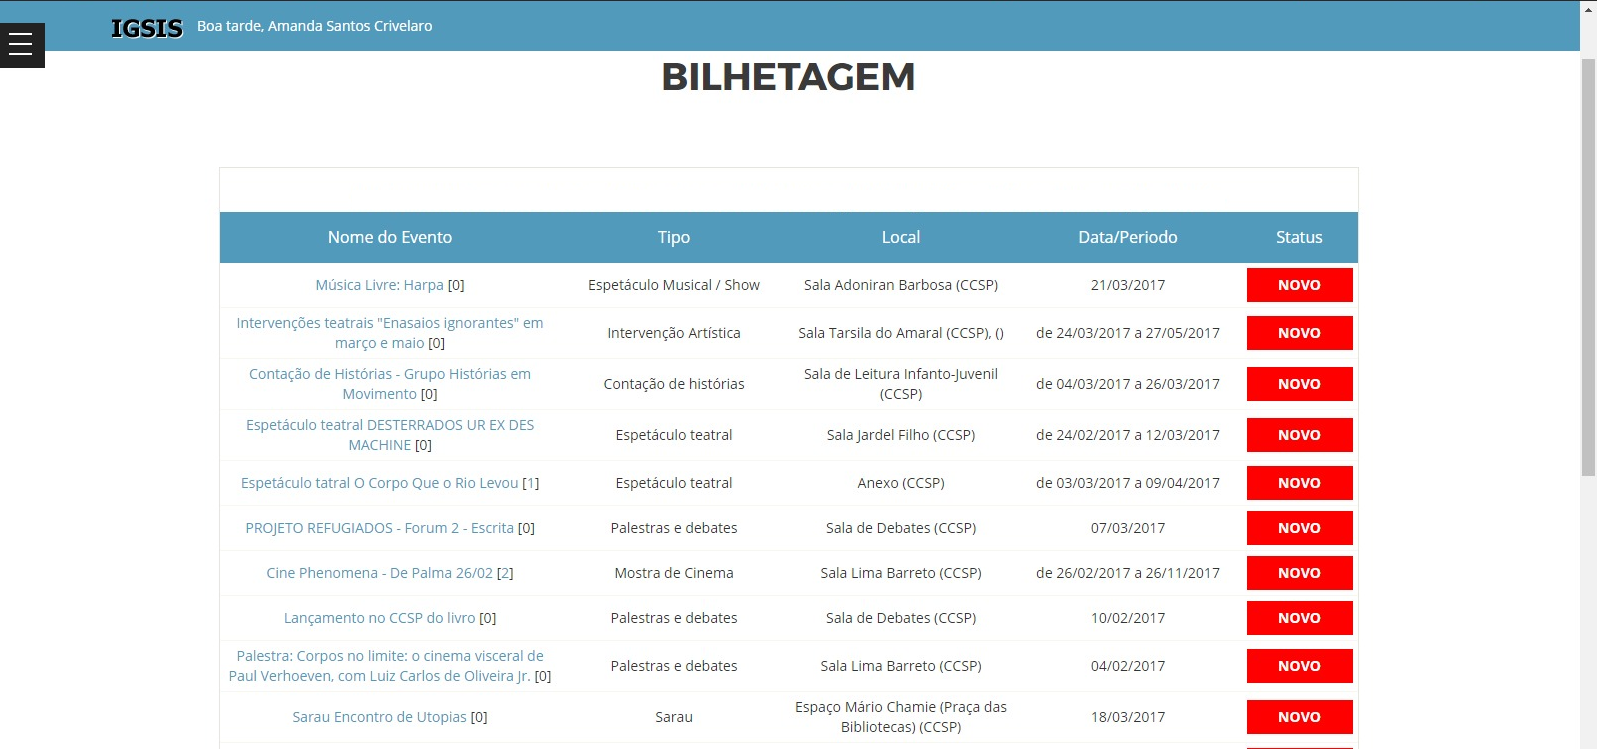 IGSIS Boa tarde, Amanda Santos Crivelaro
BILHETAGEM
Nome do Evento Tipo Local Data/Periodo Status
Música Livre: Harpa [0] Espetáculo Musical / Show Sala Adoniran Barbosa (CCSP) 21/03/2017 NOVO
Intervenções teatrais "Enasaios ignorantes" em
março e maio [0] Intervenção Artística Sala Tarsila do Amaral (CCSP), () de 24/03/2017 a 27/05/2017 NOVO
Contação de Histórias - Grupo Histórias em
Movimento [0] Contação de histórias Sala de Leitura Infanto-Juvenil
(CCSP) de 04/03/2017 a 26/03/2017 NOVO
Espetáculo teatral DESTERRADOS UR EX DES
MACHINE [0] Espetáculo teatral Sala Jardel Filho (CCSP) de 24/02/2017 a 12/03/2017 NOVO
Espetáculo tatral O Corpo Que o Rio Levou [1] Espetáculo teatral Anexo (CCSP) de 03/03/2017 a 09/04/2017 NOVO
PROJETO REFUGIADOS - Forum 2 - Escrita [0] Palestras e debates Sala de Debates (CCSP) 07/03/2017 NOVO
Cine Phenomena - De Palma 26/02 [2] Mostra de Cinema Sala Lima Barreto (CCSP) de 26/02/2017 a 26/11/2017 NOVO
Lançamento no CCSP do livro [0] Palestras e debates Sala de Debates (CCSP) 10/02/2017 NOVO
Palestra: Corpos no limite: o cinema visceral de
Paul Verhoeven, com Luiz Carlos de Oliveira Jr. [0] Palestras e debates Sala Lima Barreto (CCSP) 04/02/2017 NOVO
Sarau Encontro de Utopias [0] Sarau Espaço Mário Chamie (Praça das
Bibliotecas) (CCSP) 18/03/2017 NOVO